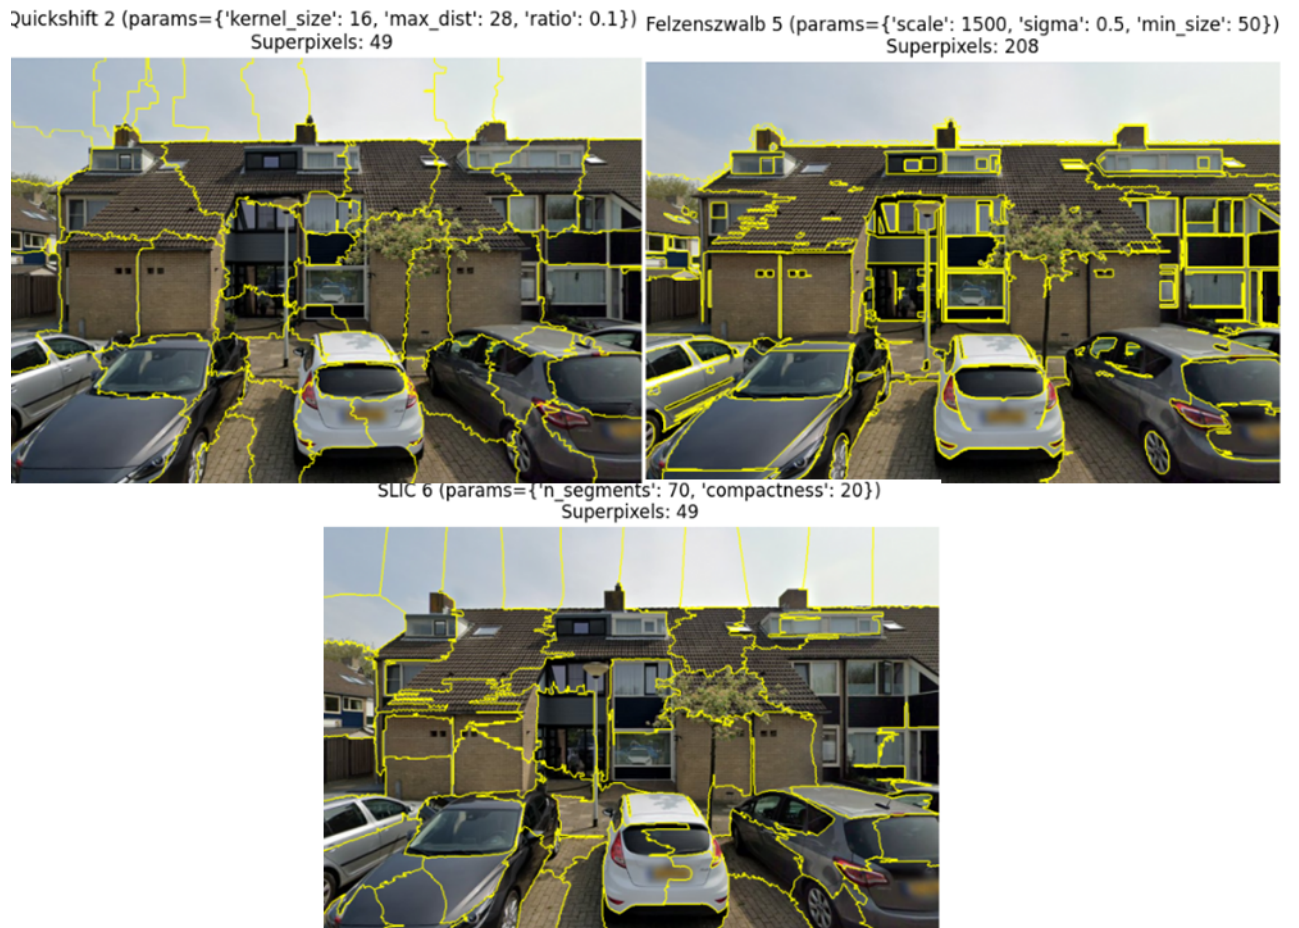 Quickshift 2 (params={'kernel_size': 16, 'max_dist': 28, 'ratio': 0.1})
Superpixels: 49
Felzenszwalb 5 (params={'scale': 1500, 'sigma': 0.5, 'min_size': 50})
Superpixels: 208
SLIC 6 (params={'n_segments': 70, 'compactness': 20})
Superpixels: 49